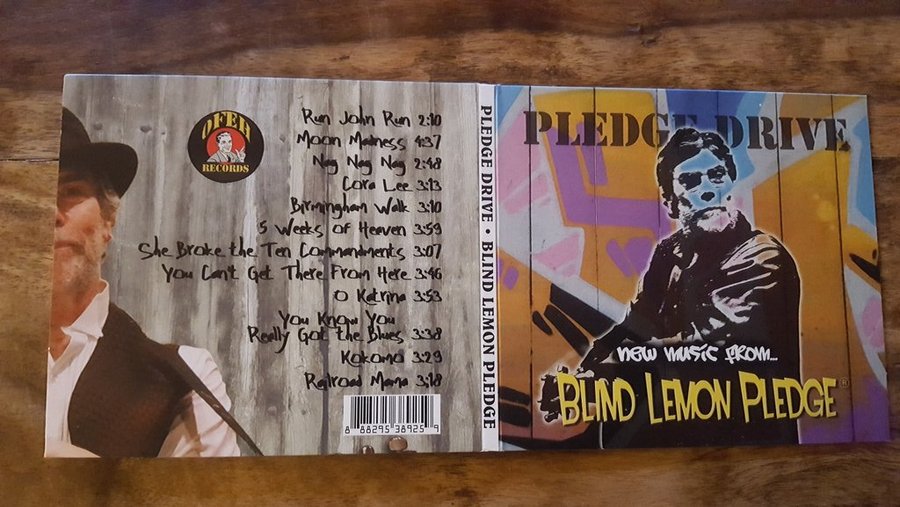 OFEH
RECORDS
Run John Run 2:10
Moon Madness 4:37
Nag Nag Nag 2:48
Cora Lee 3:13
Birmingham Walk 3:10
5 Weeks of Heaven 3:59
She Broke the Ten Commandments 3:07
You Can't Get There From Here 3:46
O Katrina 3:53
You Know You
Really Got the Blues 3:38
Kokomo 3:29
Railroad Mama 3:18
8 88295 38925 9
PLEDGE DRIVE • BLIND LEMON PLEDGE
PLEDGE DRIVE
new music from...
BLIND LEMON PLEDGE®